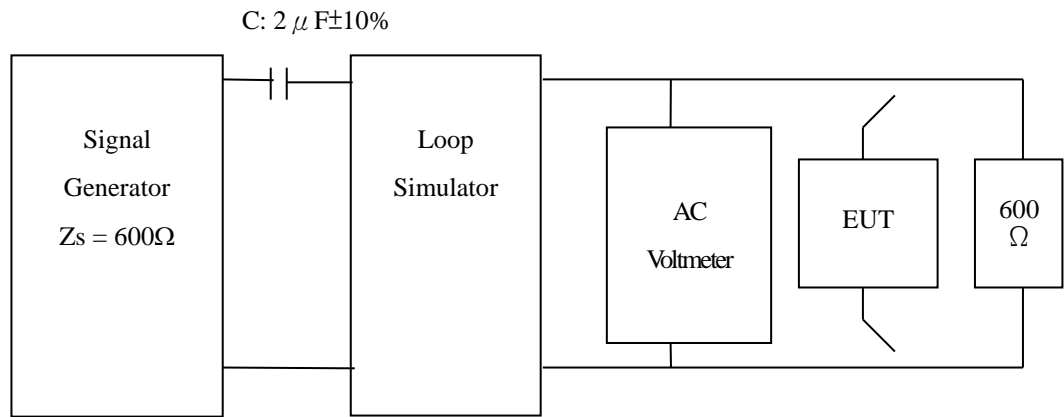 C: 2 μ F±10%
Signal
Generator
Zs = 600Ω
Loop
Simulator
AC
Voltmeter
EUT
600
Ω